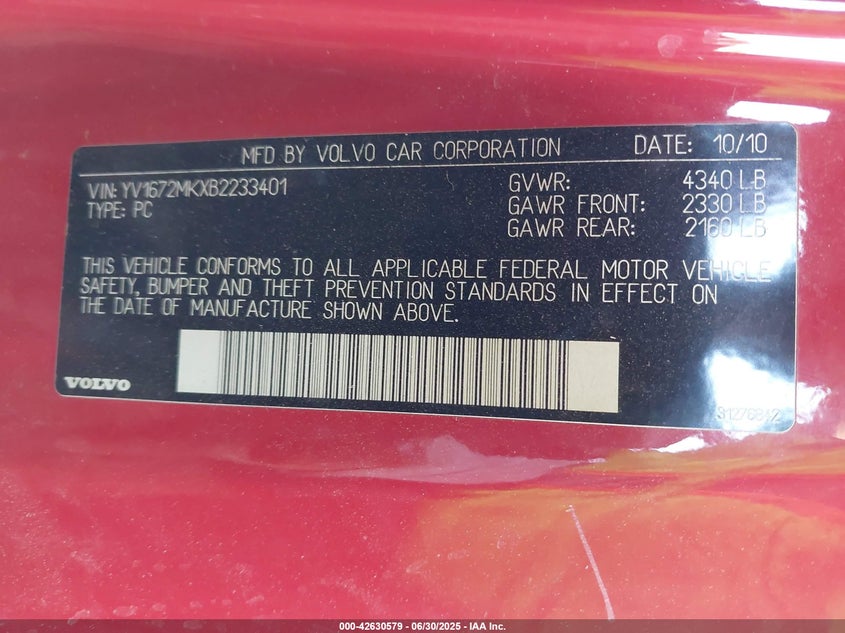 MFD BY VOLVO CAR CORPORATION DATE: 10/10
VIN: YV1672MKXB2233401 GVWR: 4340 LB
TYPE: PC GAWR FRONT: 2330 LB
GAWR REAR: 2160 LB
THIS VEHICLE CONFORMS TO ALL APPLICABLE FEDERAL MOTOR VEHICLE
SAFETY, BUMPER AND THEFT PREVENTION STANDARDS IN EFFECT ON
THE DATE OF MANUFACTURE SHOWN ABOVE.
VOLVO
31276842
000-42630579 / 06/30/2025 - IAA Inc.